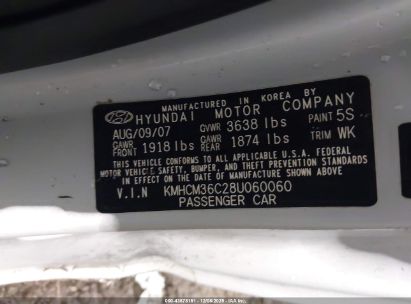 MANUFACTURED IN KOREA BY
HYUNDAI MOTOR COMPANY
AUG/09/07 GVWR 3638 lbs PAINT 5S
GAWR FRONT 1918 lbs GAWR REAR 1874 lbs TRIM WK
THIS VEHICLE CONFORMS TO ALL APPLICABLE U.S.A. FEDERAL
MOTOR VEHICLE SAFETY, BUMPER, AND THEFT PREVENTION STANDARDS
IN EFFECT ON THE DATE OF MANUFACTURE SHOWN ABOVE
V.I.N KMHCM36C28U060060
PASSENGER CAR